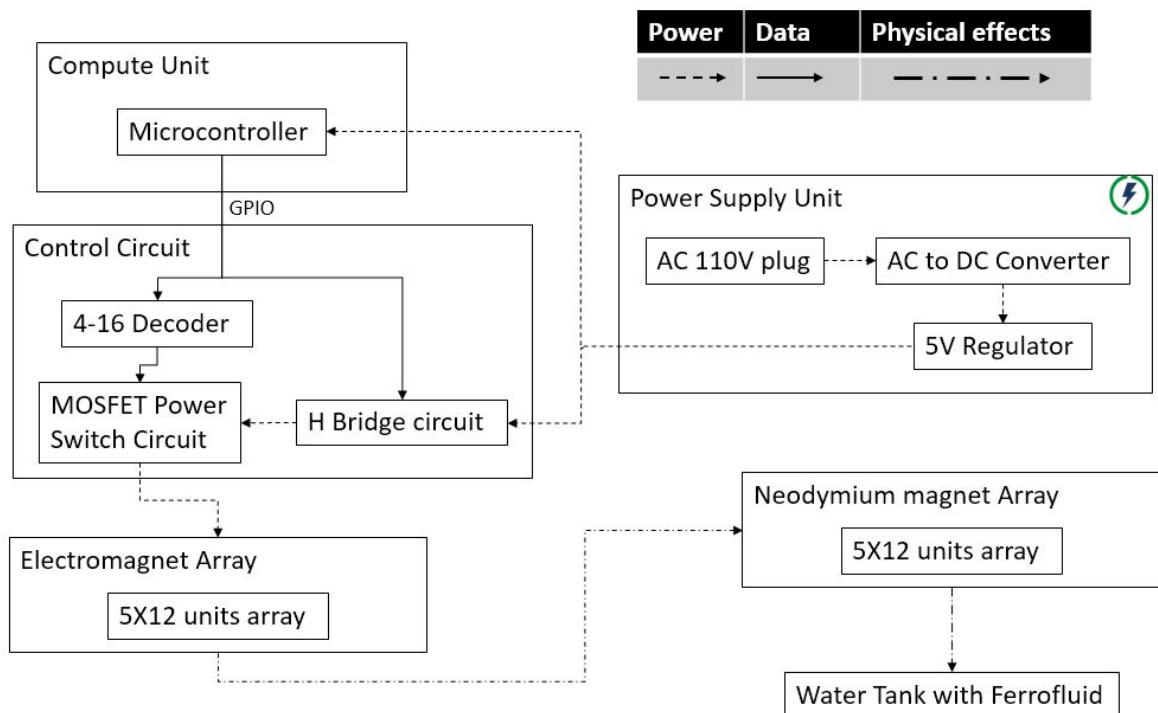 Power Data Physical effects
Compute Unit
Microcontroller
GPIO
Power Supply Unit
AC 110V plug
AC to DC Converter
5V Regulator
Control Circuit
4-16 Decoder
MOSFET Power
Switch Circuit
H Bridge circuit
Electromagnet Array
5X12 units array
Neodymium magnet Array
5X12 units array
Water Tank with Ferrofluid